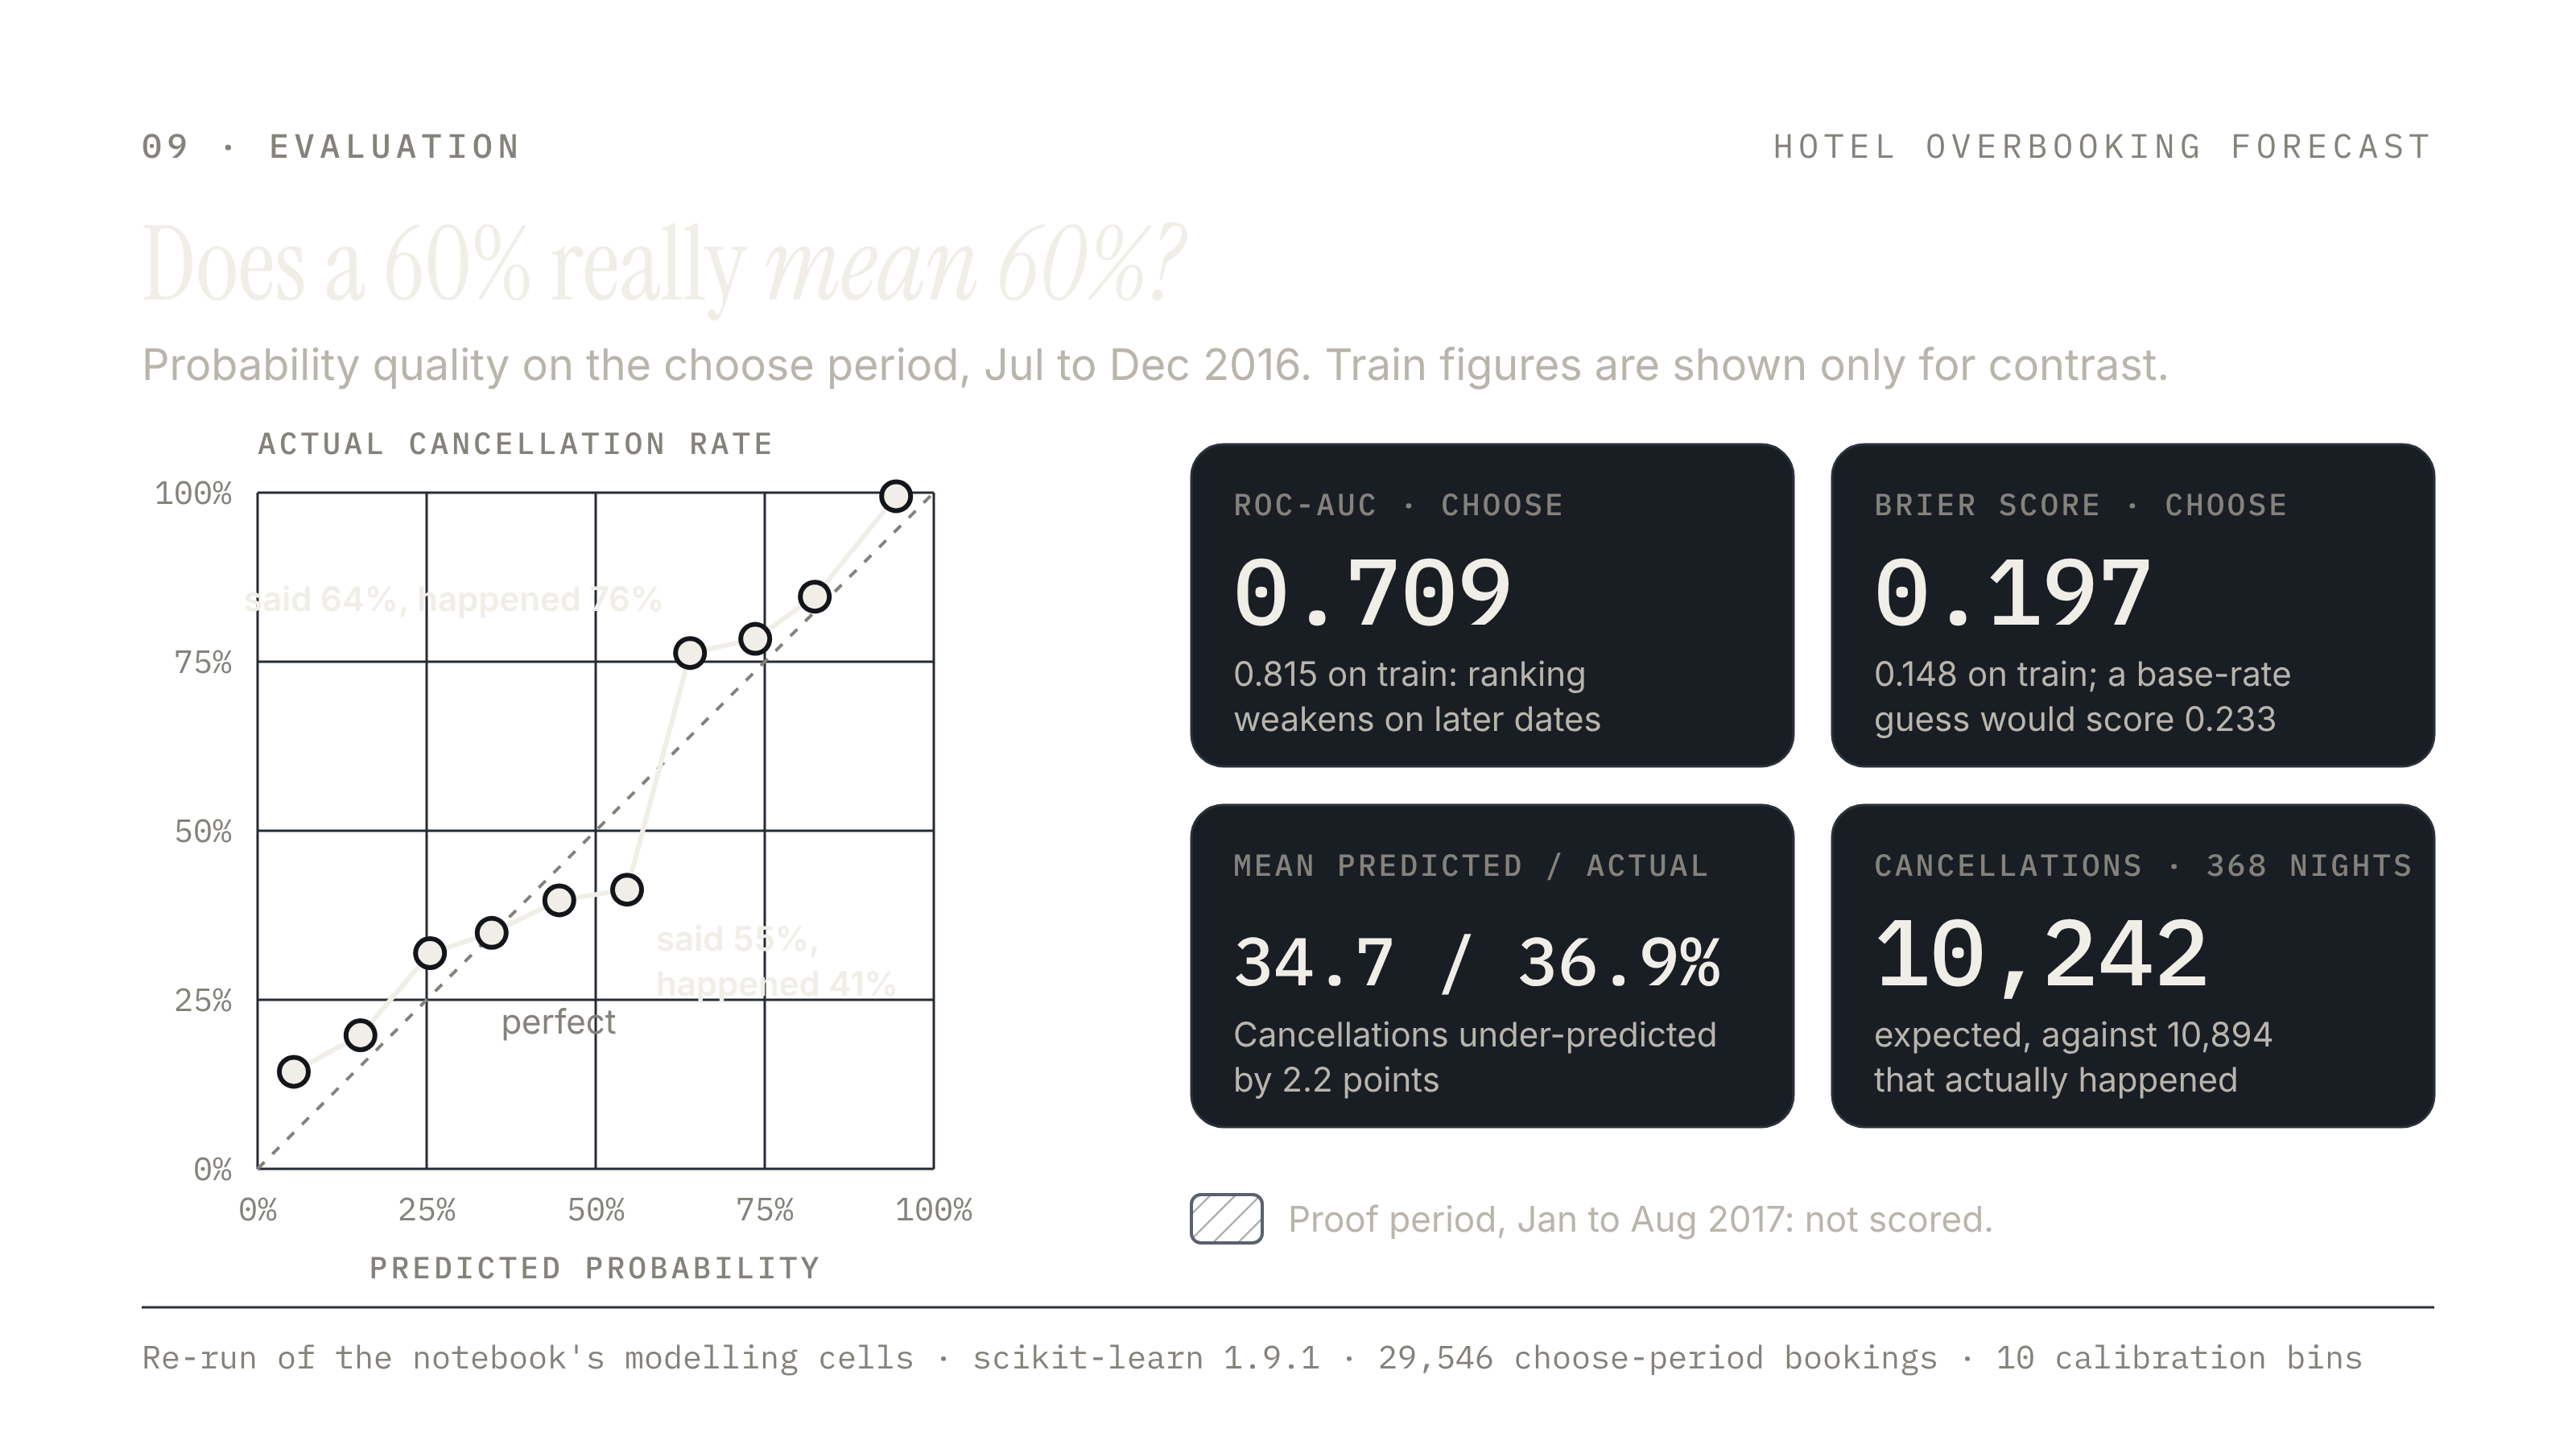 09 · EVALUATION
HOTEL OVERBOOKING FORECAST
Does a 60% really mean 60%?
Probability quality on the choose period, Jul to Dec 2016. Train figures are shown only for contrast.
ACTUAL CANCELLATION RATE
100%
75%
50%
25%
0%
said 64%, happened 76%
said 55%,
happened 41%
perfect
0% 25% 50% 75% 100%
PREDICTED PROBABILITY
ROC-AUC · CHOOSE
0.709
0.815 on train: ranking
weakens on later dates
BRIER SCORE · CHOOSE
0.197
0.148 on train; a base-rate
guess would score 0.233
MEAN PREDICTED / ACTUAL
34.7 / 36.9%
Cancellations under-predicted
by 2.2 points
CANCELLATIONS · 368 NIGHTS
10,242
expected, against 10,894
that actually happened
Proof period, Jan to Aug 2017: not scored.
Re-run of the notebook's modelling cells · scikit-learn 1.9.1 · 29,546 choose-period bookings · 10 calibration bins